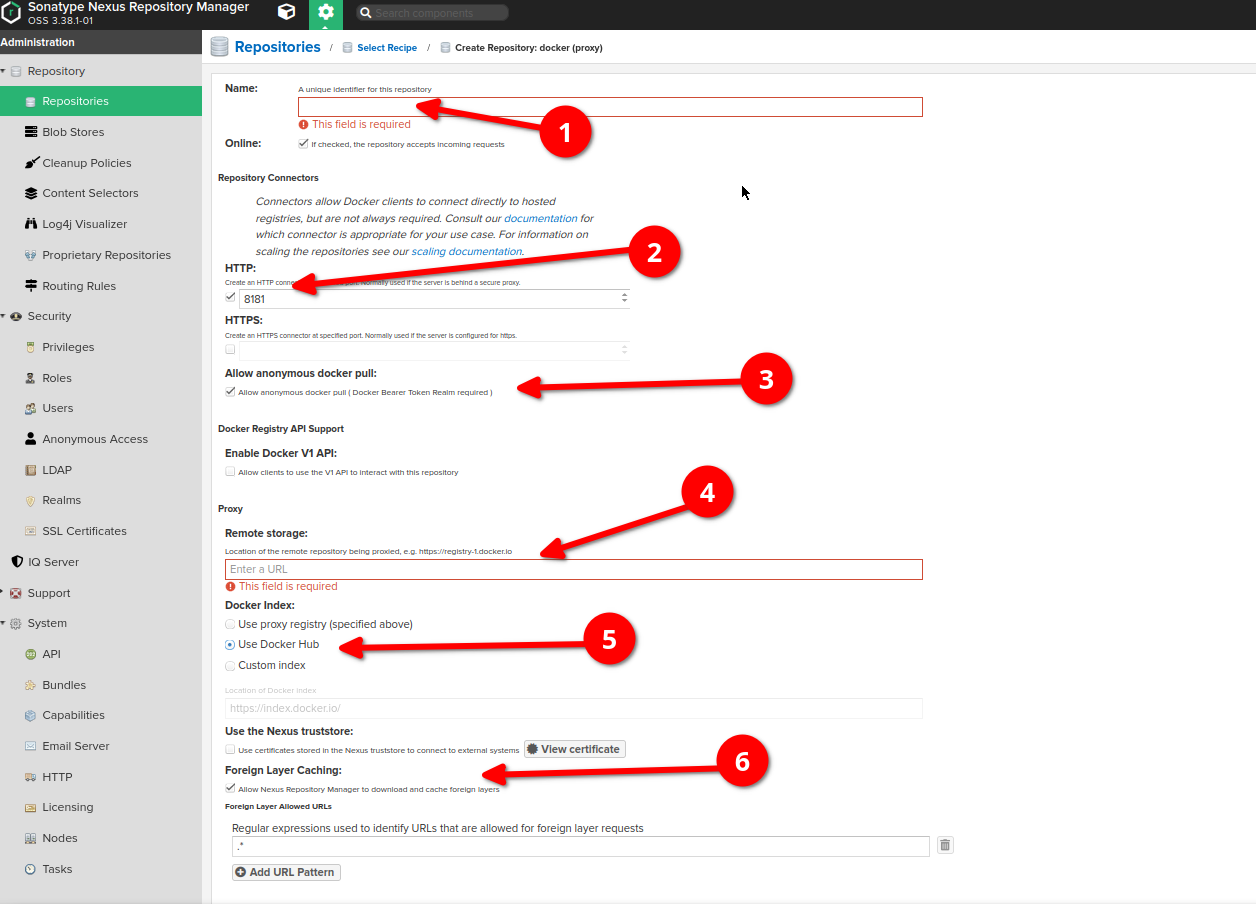 Sonatype Nexus Repository Manager
OSS 3.38.1-01
Search components
Administration
Repositories / Select Recipe / Create Repository: docker (proxy)
Repository
Repositories
Blob Stores
Cleanup Policies
Content Selectors
Log4j Visualizer
Proprietary Repositories
Routing Rules
Security
Privileges
Roles
Users
Anonymous Access
LDAP
Realms
SSL Certificates
IQ Server
Support
System
API
Bundles
Capabilities
Email Server
HTTP
Licensing
Nodes
Tasks
Name: A unique identifier for this repository
1
This field is required
Online: If checked, the repository accepts incoming requests
Repository Connectors
Connectors allow Docker clients to connect directly to hosted
registries, but are not always required. Consult our documentation for
which connector is appropriate for your use case. For information on
scaling the repositories see our scaling documentation.
2
HTTP:
Create an HTTP port. Normally used if the server is behind a secure proxy.
8181
HTTPS:
Create an HTTPS connector at specified port. Normally used if the server is configured for https.
Allow anonymous docker pull:
3
Allow anonymous docker pull ( Docker Bearer Token Realm required )
Docker Registry API Support
Enable Docker V1 API:
Allow clients to use the V1 API to interact with this repository
4
Proxy
Remote storage:
Location of the remote repository being proxied, e.g. https://registry-1.docker.io
Enter a URL
This field is required
Docker Index:
Use proxy registry (specified above)
5
Use Docker Hub
Custom index
Location of Docker index
https://index.docker.io/
Use the Nexus truststore:
Use certificates stored in the Nexus truststore to connect to external systems View certificate
6
Foreign Layer Caching:
Allow Nexus Repository Manager to download and cache foreign layers
Foreign Layer Allowed URLs
Regular expressions used to identify URLs that are allowed for foreign layer requests
.*
Add URL Pattern